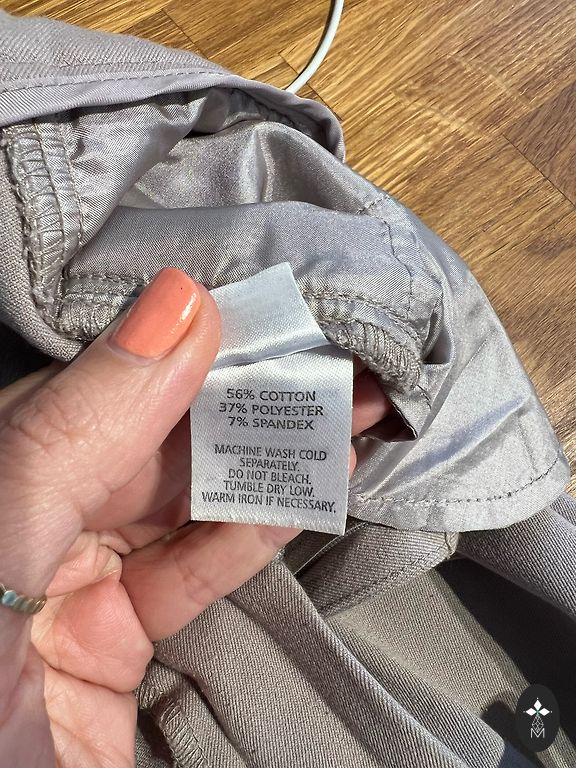 56% COTTON
37% POLYESTER
7% SPANDEX
MACHINE WASH COLD
SEPARATELY.
DO NOT BLEACH.
TUMBLE DRY LOW.
WARM IRON IF NECESSARY.
M